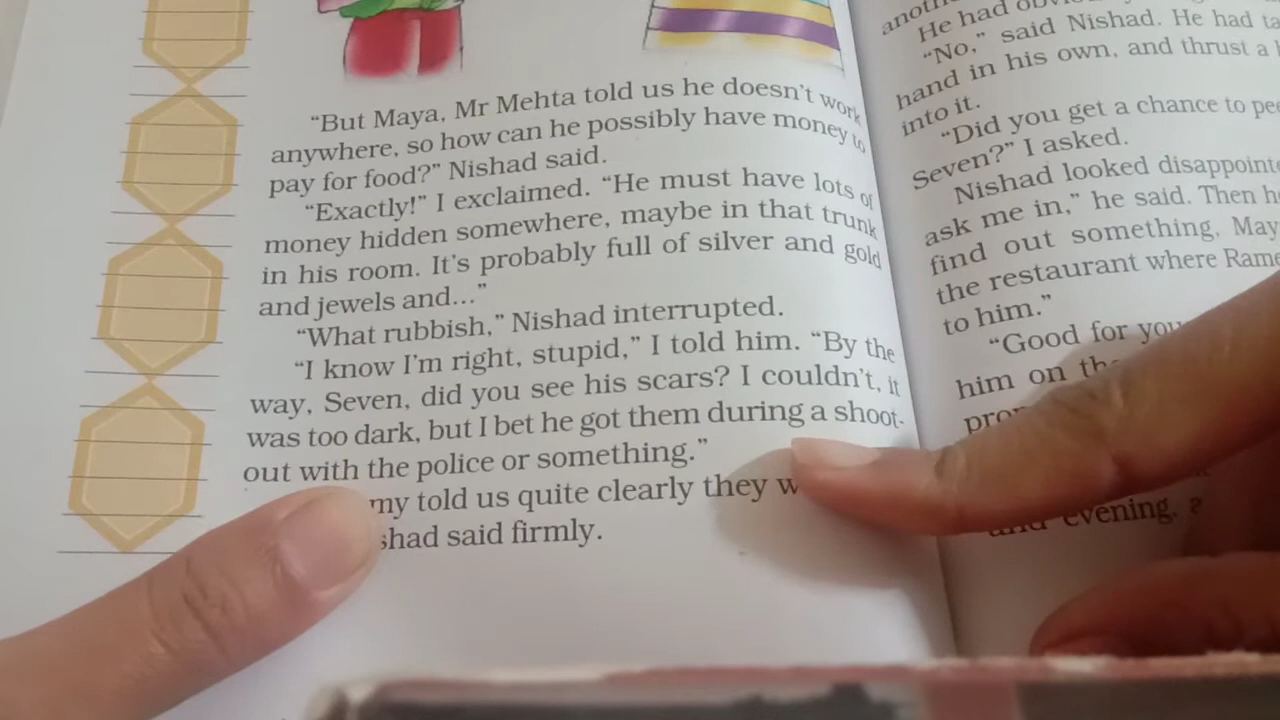 “But Maya, Mr Mehta told us he doesn’t work
anywhere, so how can he possibly have money to
pay for food?” Nishad said.
“Exactly!” I exclaimed. “He must have lots of
money hidden somewhere, maybe in that trunk
in his room. It’s probably full of silver and gold
and jewels and...”
“What rubbish,” Nishad interrupted.
“I know I’m right, stupid,” I told him. “By the
way, Seven, did you see his scars? I couldn’t, it
was too dark, but I bet he got them during a shoot-
out with the police or something.”
told us quite clearly they
said firmly.
He had
“No,” said Nishad. He had
hand in his own, and thrust a
into it.
“Did you get a chance to
Seven?” I asked.
Nishad looked
ask me in,” he said. Then
find out something,
the restaurant where
to him.”
“Good for you
him on
evening,